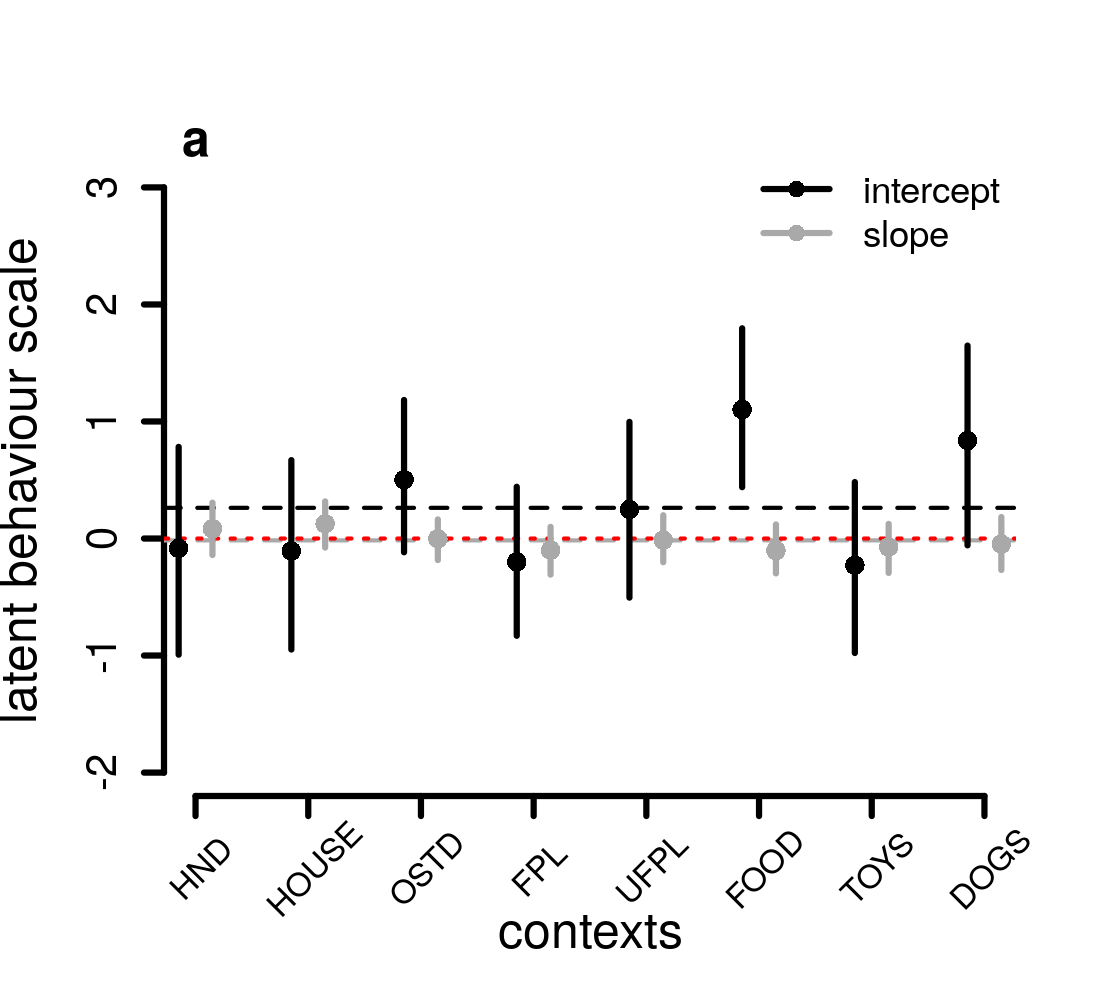 a
intercept
slope
3
2
1
0
-1
-2
latent behaviour scale
HND
HOUSE
OSTD
FPL
UFPL
FOOD
TOYS
DOGS
contexts